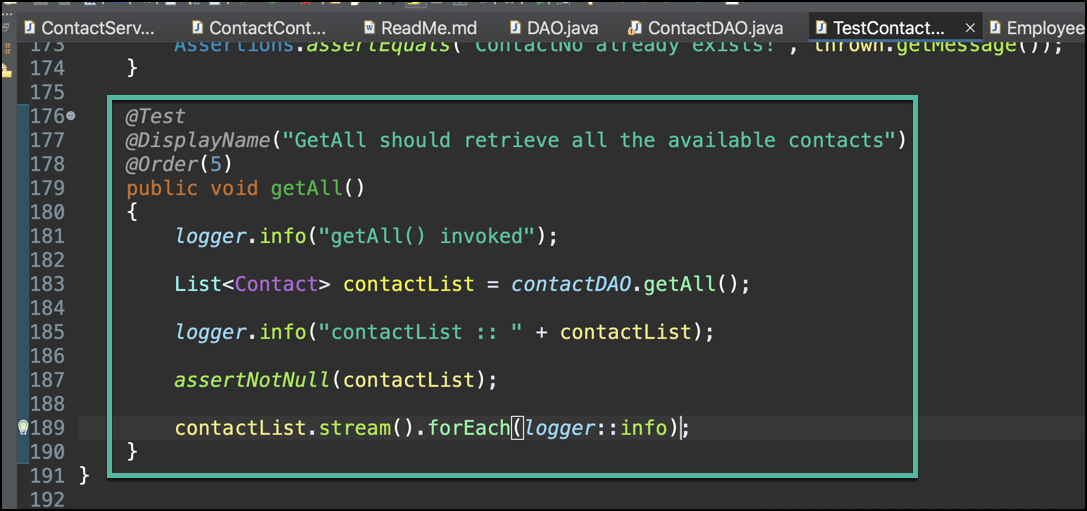 ContactServ... ContactCont... ReadMe.md DAO.java ContactDAO.java TestContact... × Employee
173 Assertions.assertEquals("ContactNo already exists!", thrown.getMessage());
174 }
175
176 @Test
177 @DisplayName("GetAll should retrieve all the available contacts")
178 @Order(5)
179 public void getAll()
180 {
181 logger.info("getAll() invoked");
182
183 List<Contact> contactList = contactDAO.getAll();
184
185 logger.info("contactList :: " + contactList);
186
187 assertNotNull(contactList);
188
189 contactList.stream().forEach(logger::info);
190 }
191 }
192